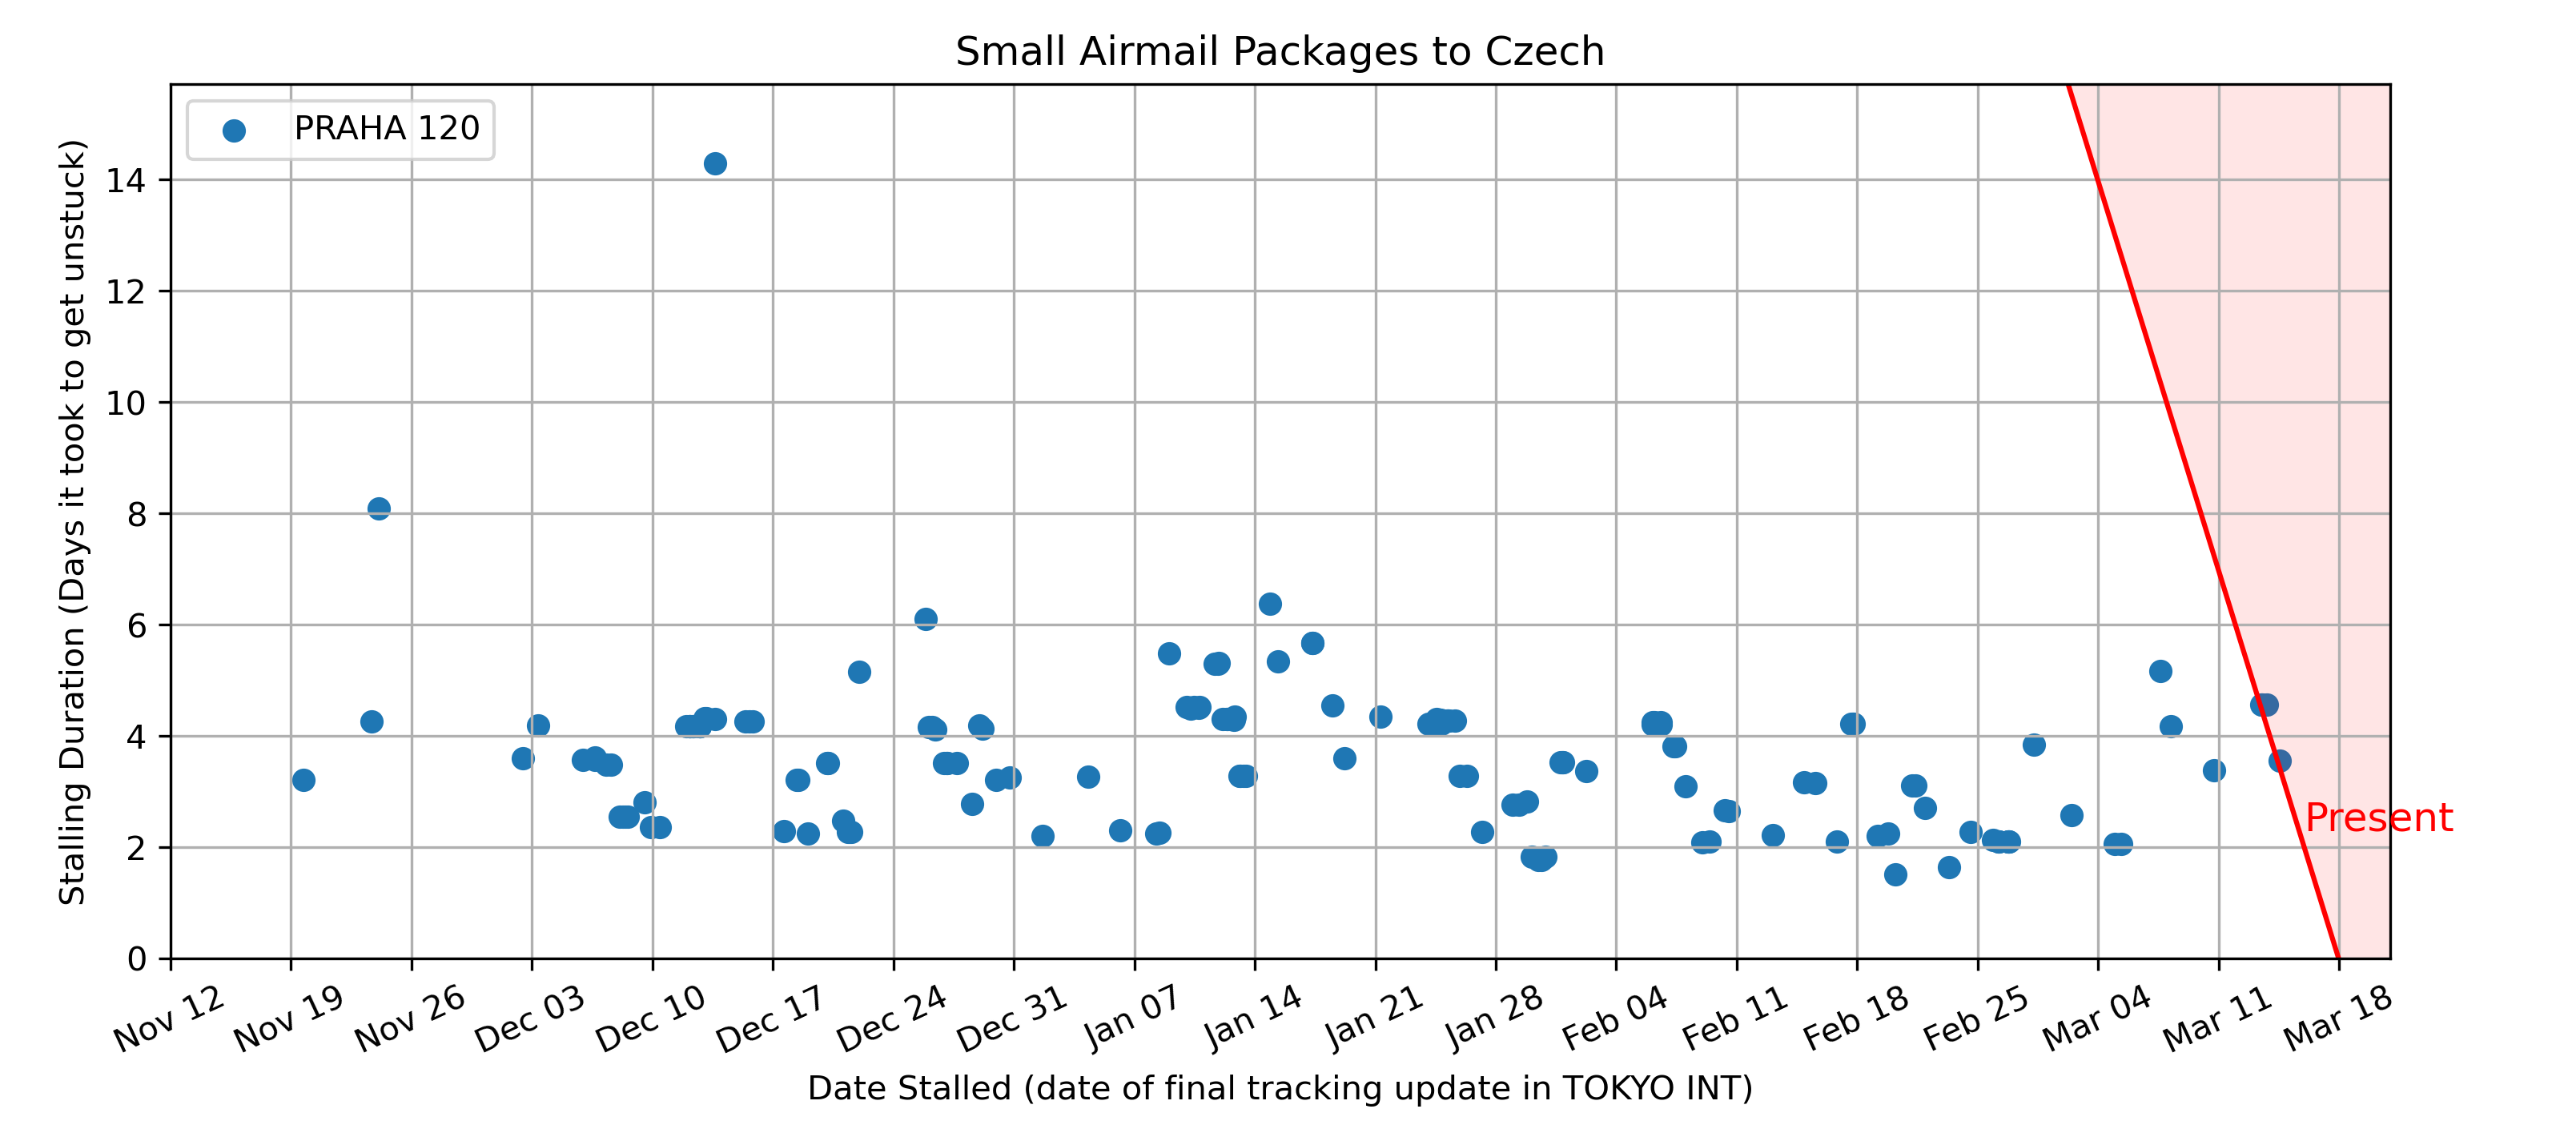 Small Airmail Packages to Czech
PRAHA 120
Stalling Duration (Days it took to get unstuck)
14
12
10
8
6
4
2
0
Present
Nov 12
Nov 19
Nov 26
Dec 03
Dec 10
Dec 17
Dec 24
Dec 31
Jan 07
Jan 14
Jan 21
Jan 28
Feb 04
Feb 11
Feb 18
Feb 25
Mar 04
Mar 11
Mar 18
Date Stalled (date of final tracking update in TOKYO INT)